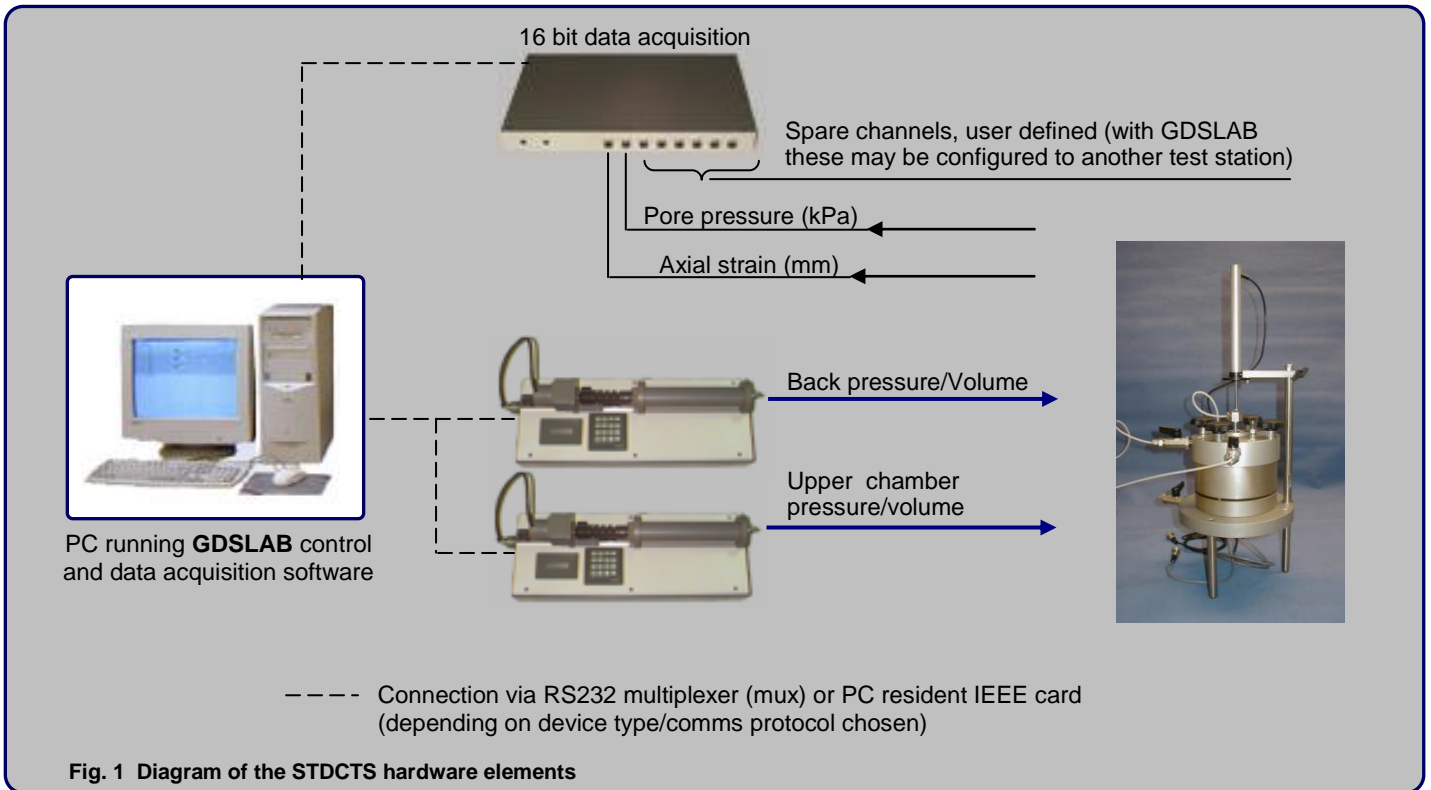 16 bit data acquisition
Spare channels, user defined (with GDSLAB
these may be configured to another test station)
Pore pressure (kPa)
Axial strain (mm)
Back pressure/Volume
Upper chamber
pressure/volume
PC running GDSLAB control
and data acquisition software
Connection via RS232 multiplexer (mux) or PC resident IEEE card
(depending on device type/comms protocol chosen)
Fig. 1 Diagram of the STDCTS hardware elements